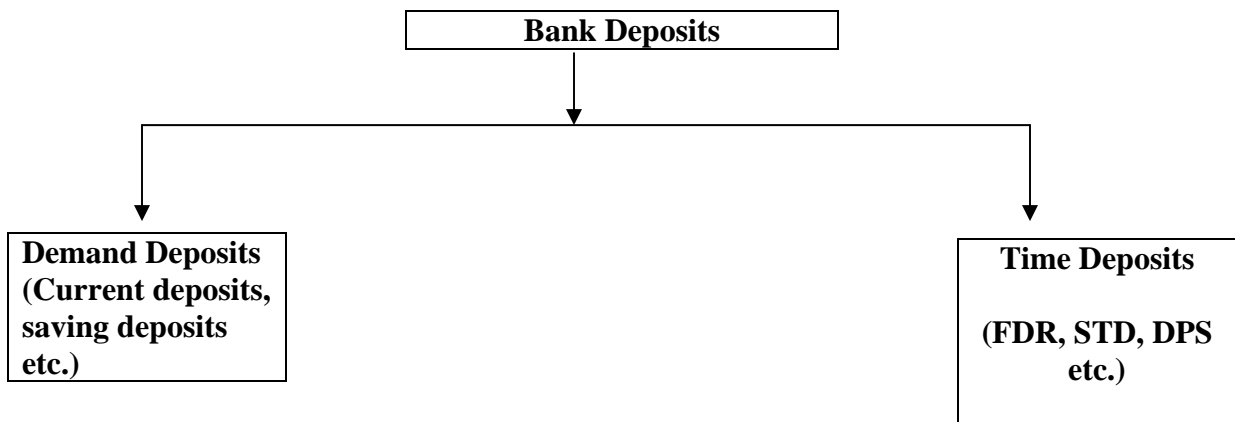 Bank Deposits
Demand Deposits
(Current deposits,
saving deposits
etc.)
Time Deposits
(FDR, STD, DPS
etc.)